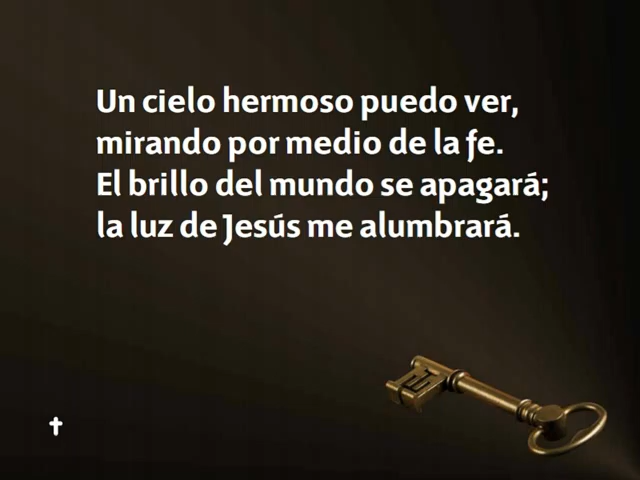 Un cielo hermoso puedo ver,
mirando por medio de la fe.
El brillo del mundo se apagará;
la luz de Jesús me alumbrará.